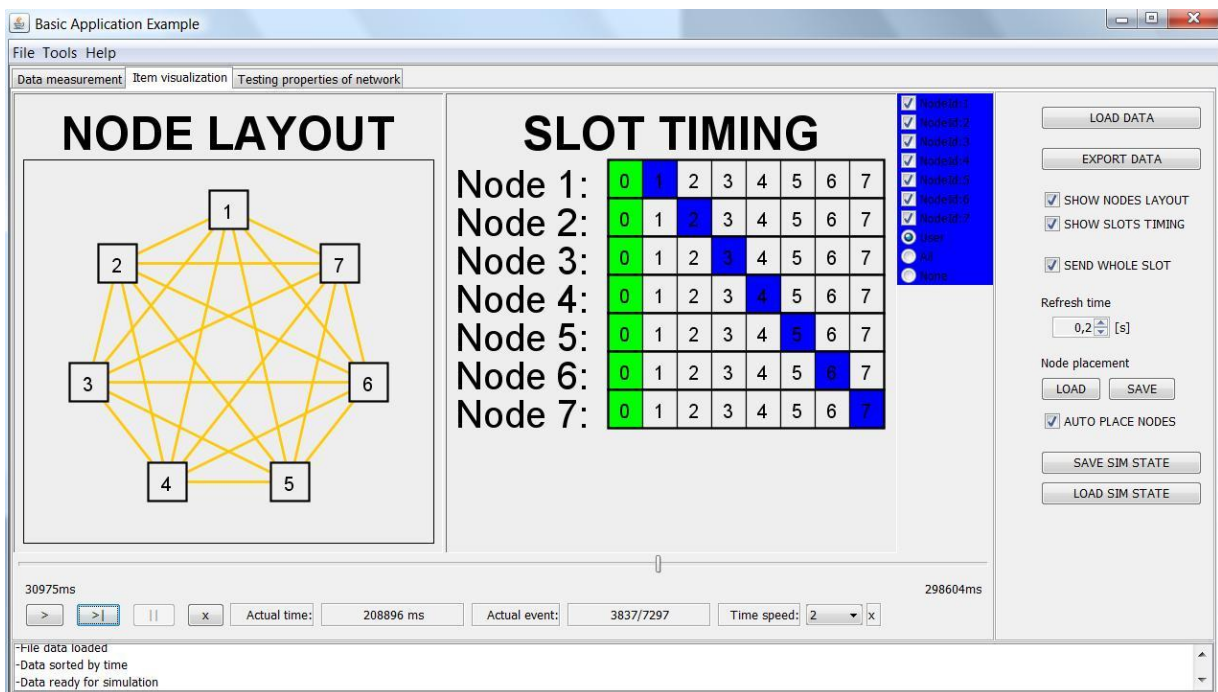 Basic Application Example
File Tools Help
Data measurement Item visualization Testing properties of network
NODE LAYOUT
1
2
7
3
6
4
5
SLOT TIMING
Node 1: 0 1 2 3 4 5 6 7
Node 2: 0 1 2 3 4 5 6 7
Node 3: 0 1 2 3 4 5 6 7
Node 4: 0 1 2 3 4 5 6 7
Node 5: 0 1 2 3 4 5 6 7
Node 6: 0 1 2 3 4 5 6 7
Node 7: 0 1 2 3 4 5 6 7
NodeId:1
NodeId:2
NodeId:3
NodeId:4
NodeId:5
NodeId:6
NodeId:7
User
All
None
LOAD DATA
EXPORT DATA
SHOW NODES LAYOUT
SHOW SLOTS TIMING
SEND WHOLE SLOT
Refresh time
0,2 [s]
Node placement
LOAD SAVE
AUTO PLACE NODES
SAVE SIM STATE
LOAD SIM STATE
30975ms 298604ms
> >| || x Actual time: 208896 ms Actual event: 3837/7297 Time speed: 2 x
-File data loaded
-Data sorted by time
-Data ready for simulation